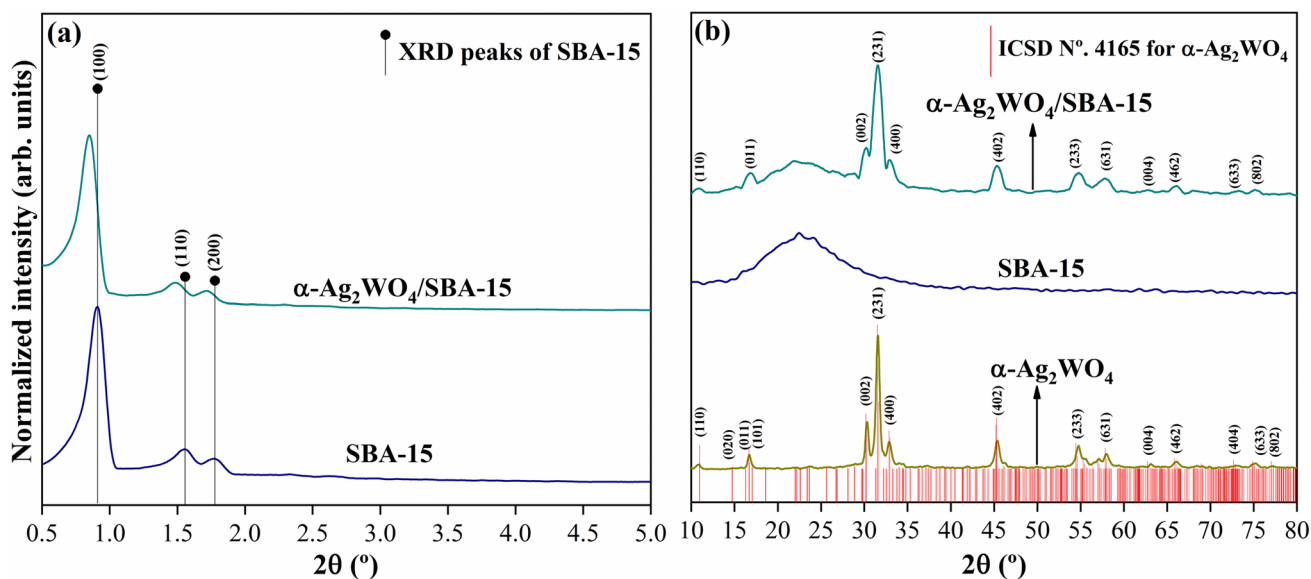 (a)
XRD peaks of SBA-15
(100)
(110)
(200)
α-Ag₂WO₄/SBA-15
SBA-15
Normalized intensity (arb. units)
0.5 1.0 1.5 2.0 2.5 3.0 3.5 4.0 4.5 5.0
2θ (º)
(b)
ICSD Nº. 4165 for α-Ag₂WO₄
α-Ag₂WO₄/SBA-15
(110) (011) (002) (231) (400) (402) (233) (631) (004) (462) (633) (802)
SBA-15
α-Ag₂WO₄
(110) (020) (011) (101) (002) (231) (400) (402) (233) (631) (004) (462) (404) (633) (802)
10 15 20 25 30 35 40 45 50 55 60 65 70 75 80
2θ (º)